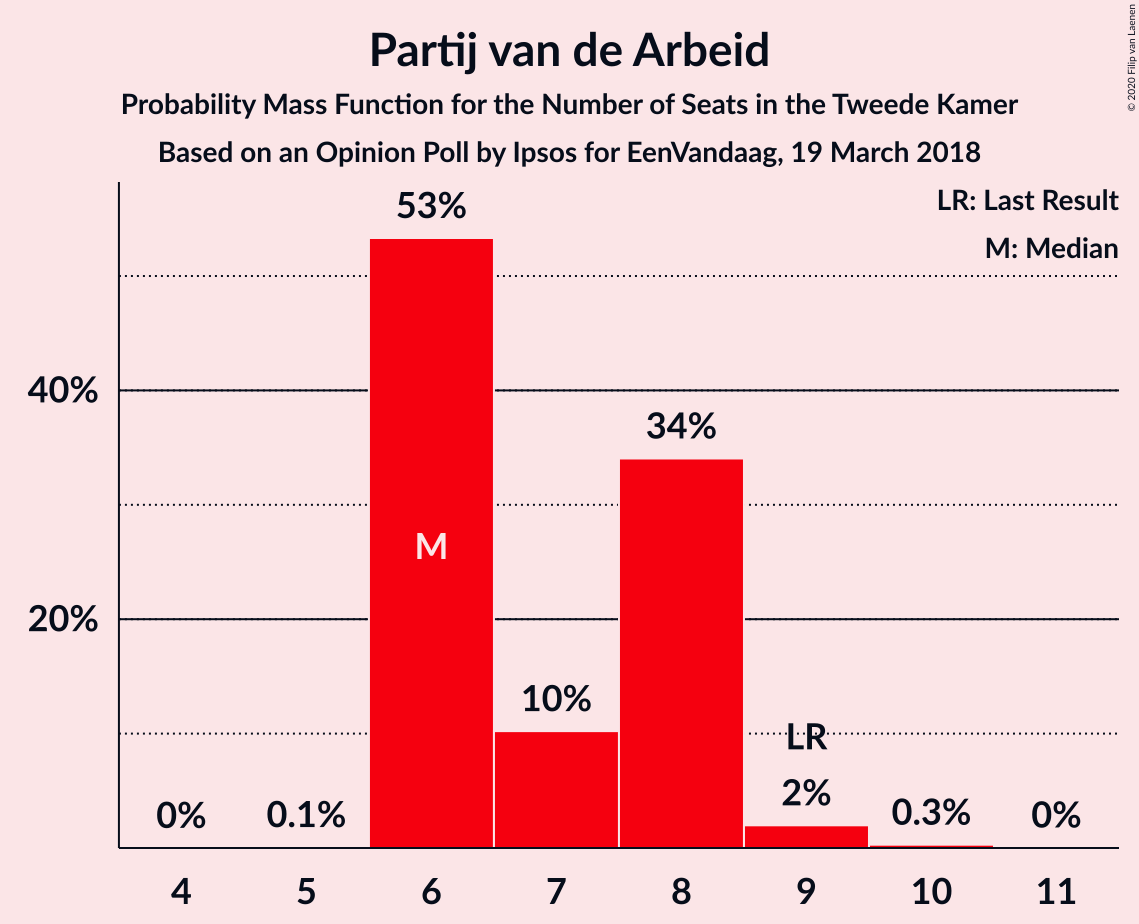 Partij van de Arbeid
Probability Mass Function for the Number of Seats in the Tweede Kamer
Based on an Opinion Poll by Ipsos for EenVandaag, 19 March 2018
© 2020 Filip van Laenen
LR: Last Result
M: Median
53%
40%
34%
M
20%
10%
LR
2%
0%
0.1%
0.3%
0%
4 5 6 7 8 9 10 11